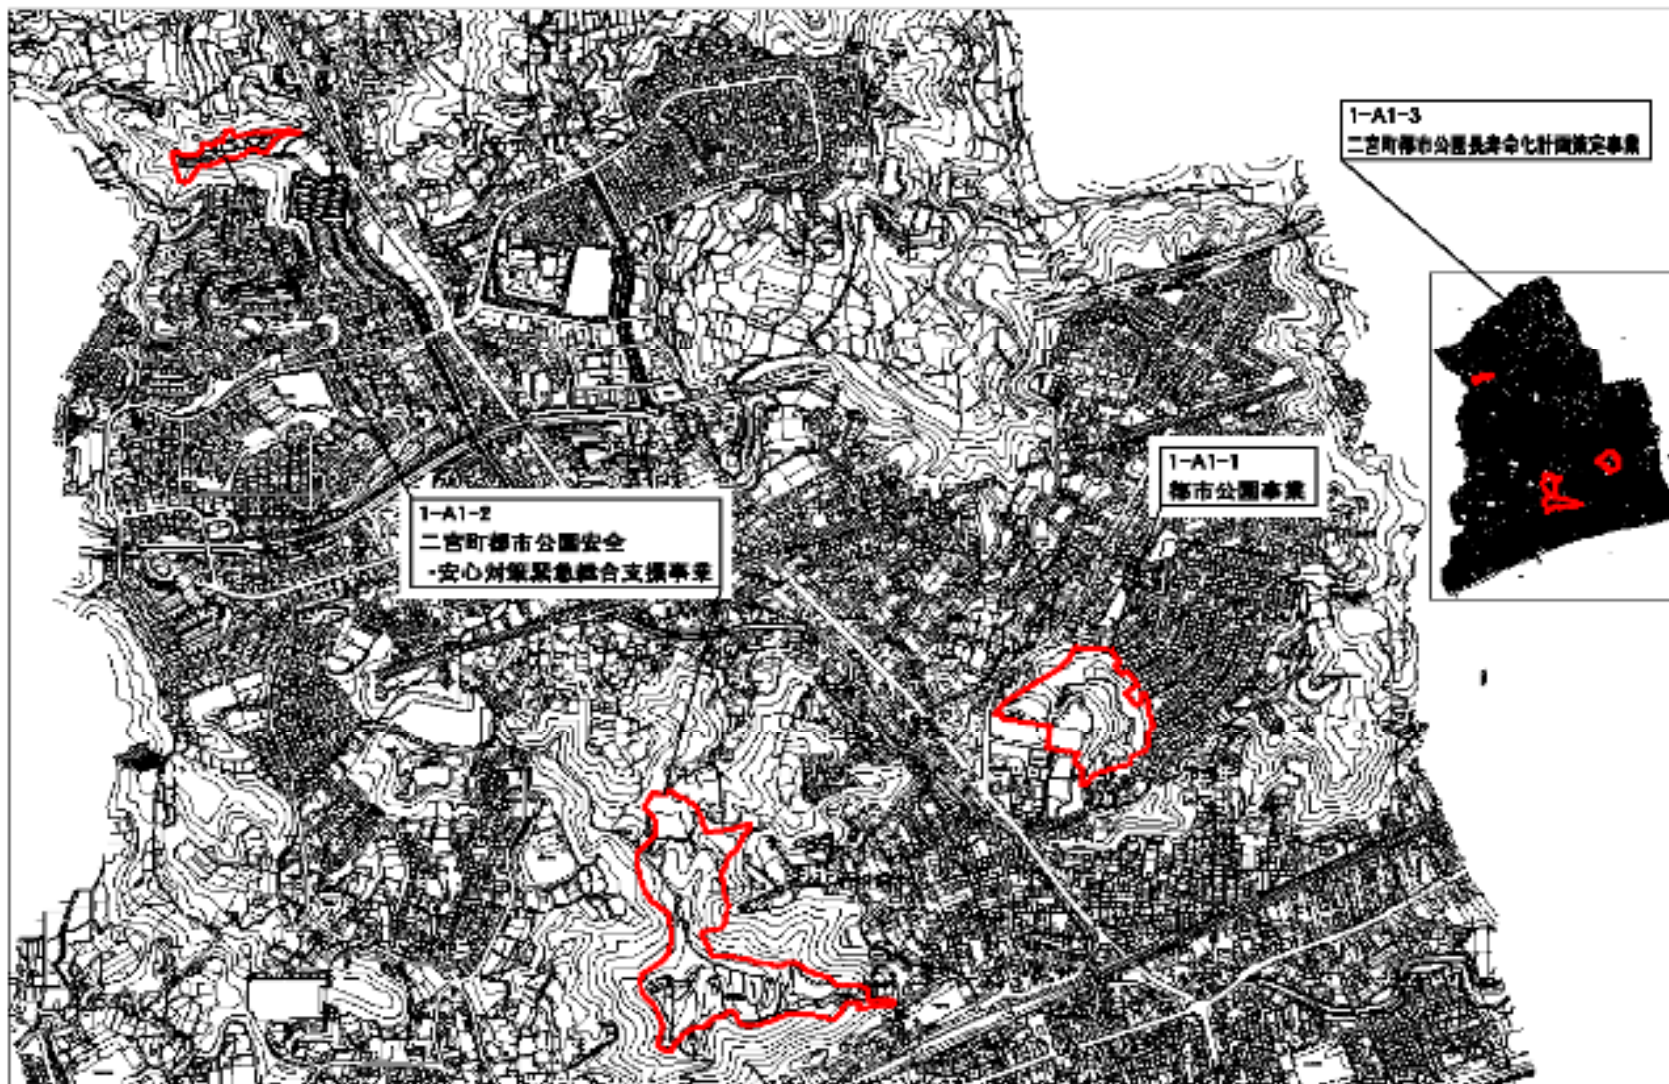 1-A1-3
二宮町都市公園長寿命化計画策定事業
1-A1-1
都市公園事業
1-A1-2
二宮町都市公園安全
・安心対策緊急総合支援事業